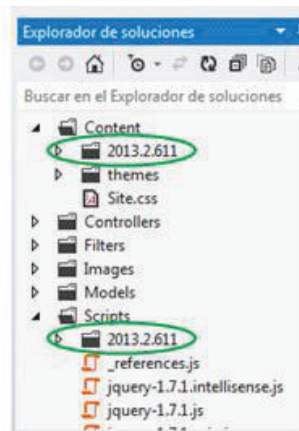 Explorador de soluciones
Buscar en el Explorador de soluciones
Content
2013.2.611
themes
Site.css
Controllers
Filters
Images
Models
Scripts
2013.2.611
_references.js
jquery-1.7.1.intellisense.js
jquery-1.7.1.js